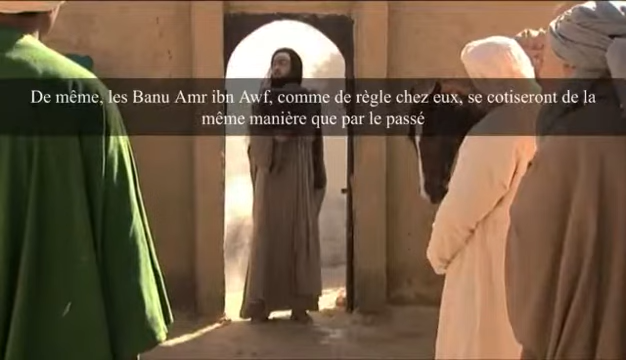 De même, les Banu Amr ibn Awf, comme de règle chez eux, se cotiseront de la
même manière que par le passé